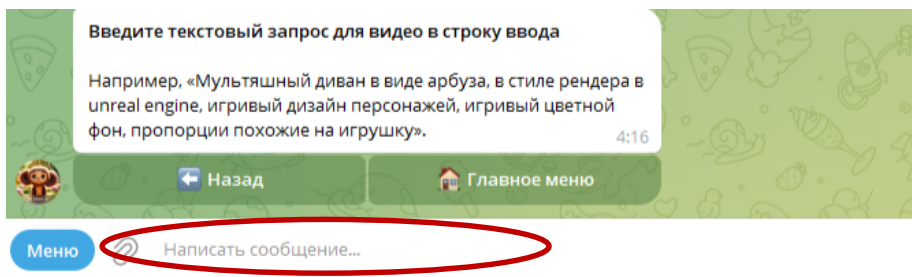 Введите текстовый запрос для видео в строку ввода
Например, «Мультяшный диван в виде арбуза, в стиле рендера в
unreal engine, игривый дизайн персонажей, игривый цветной
фон, пропорции похожие на игрушку».
4:16
Назад
Главное меню
Меню
Написать сообщение...